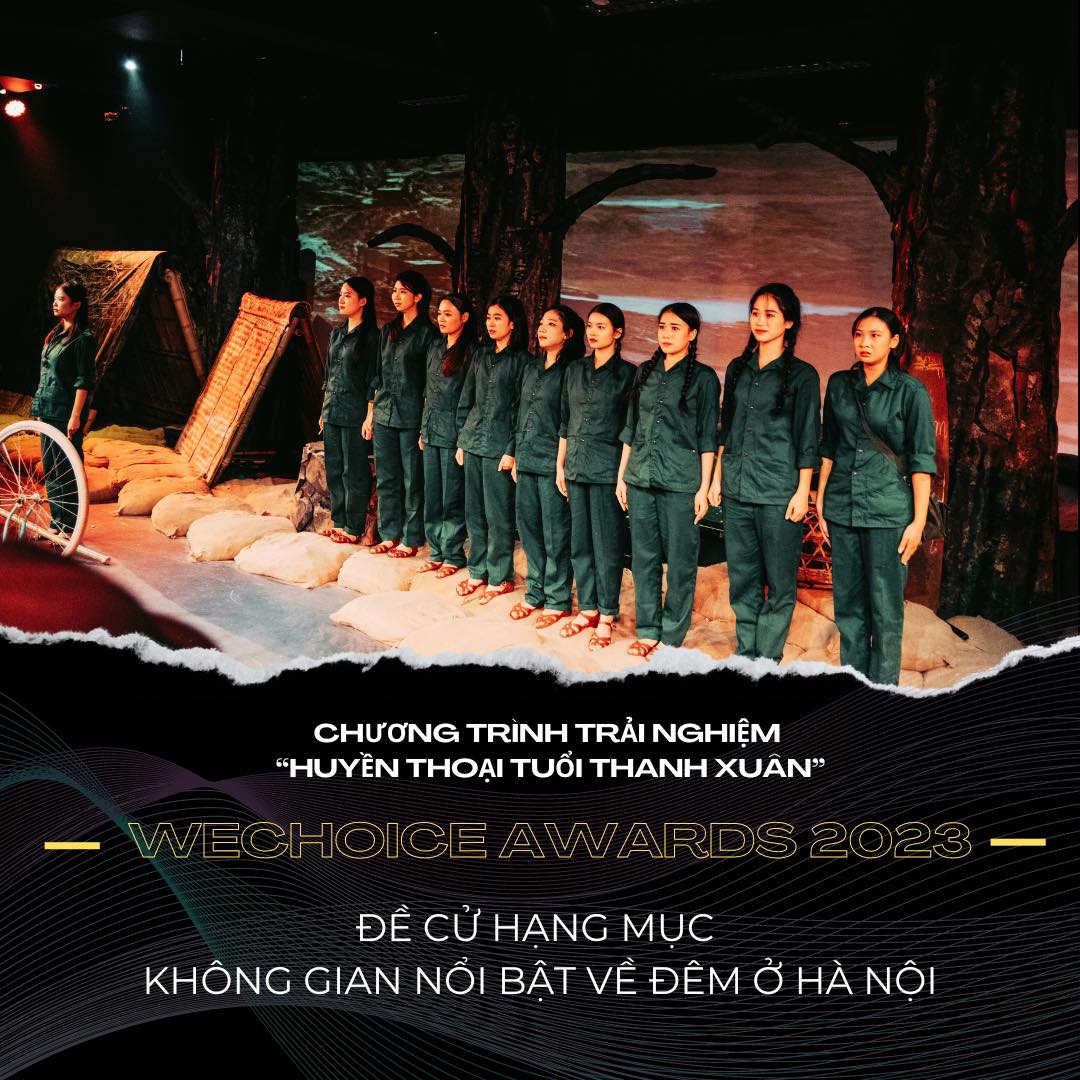 CHƯƠNG TRÌNH TRẢI NGHIỆM
“HUYỀN THOẠI TUỔI THANH XUÂN”
WECHOICE AWARDS 2023
ĐỀ CỬ HẠNG MỤC
KHÔNG GIAN NỔI BẬT VỀ ĐÊM Ở HÀ NỘI